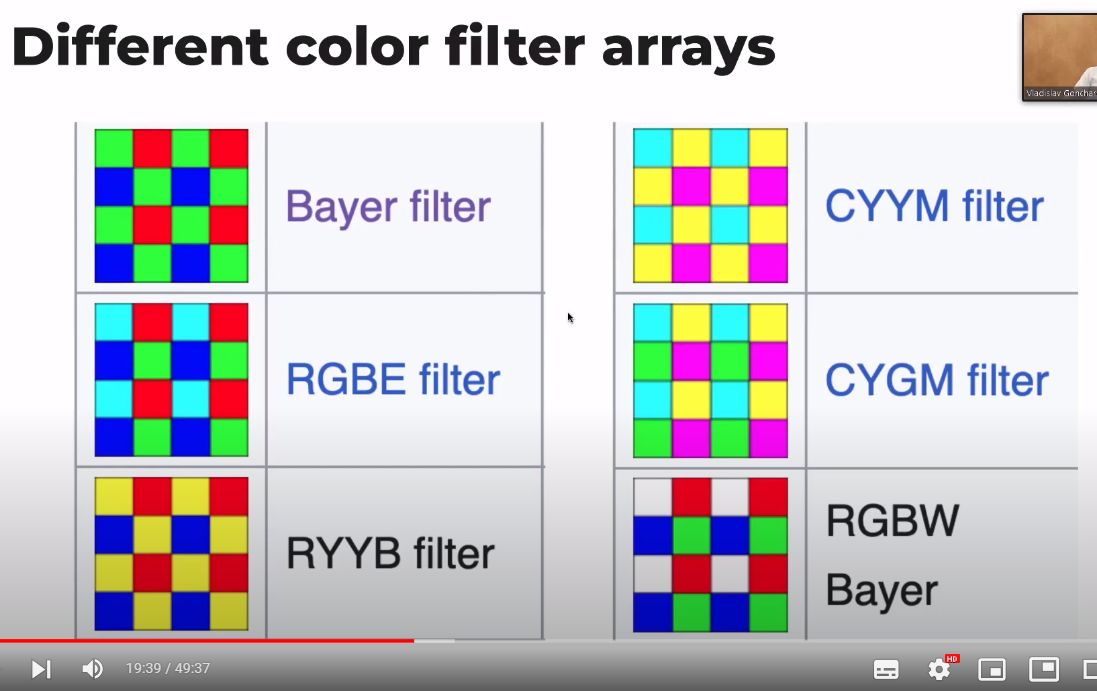 Different color filter arrays
Vladislav Gonchar
Bayer filter
CYYM filter
RGBE filter
CYGM filter
RYYB filter
RGBW
Bayer
19:39 / 49:37
HD